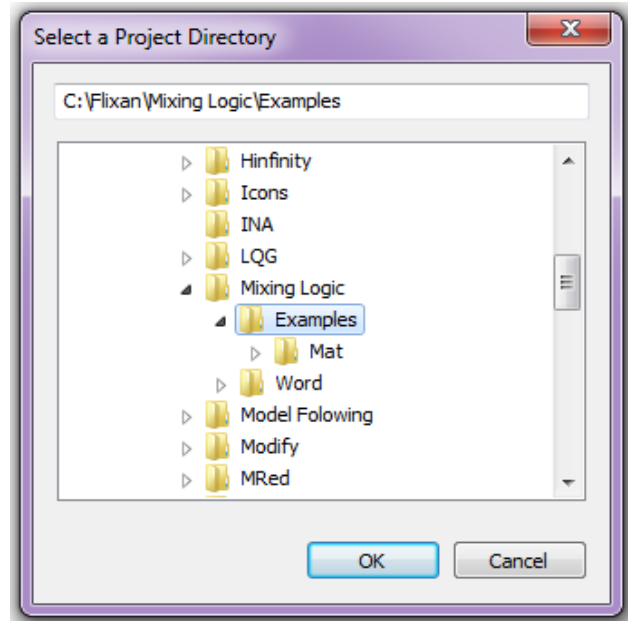 Select a Project Directory
C:\Flixan\Mixing Logic\Examples
Hinfinity
Icons
INA
LQG
Mixing Logic
Examples
Mat
Word
Model Folowing
Modify
MRed
OK
Cancel